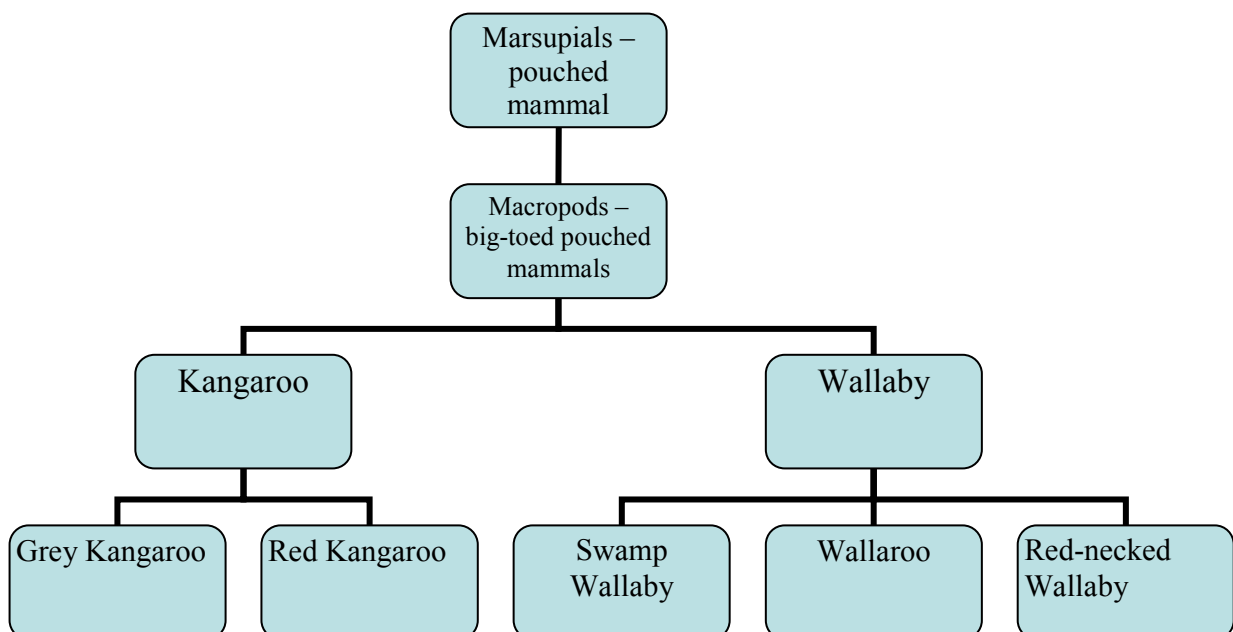 Marsupials –
pouched
mammal
Macropods –
big-toed pouched
mammals
Kangaroo
Wallaby
Grey Kangaroo
Red Kangaroo
Swamp
Wallaby
Wallaroo
Red-necked
Wallaby